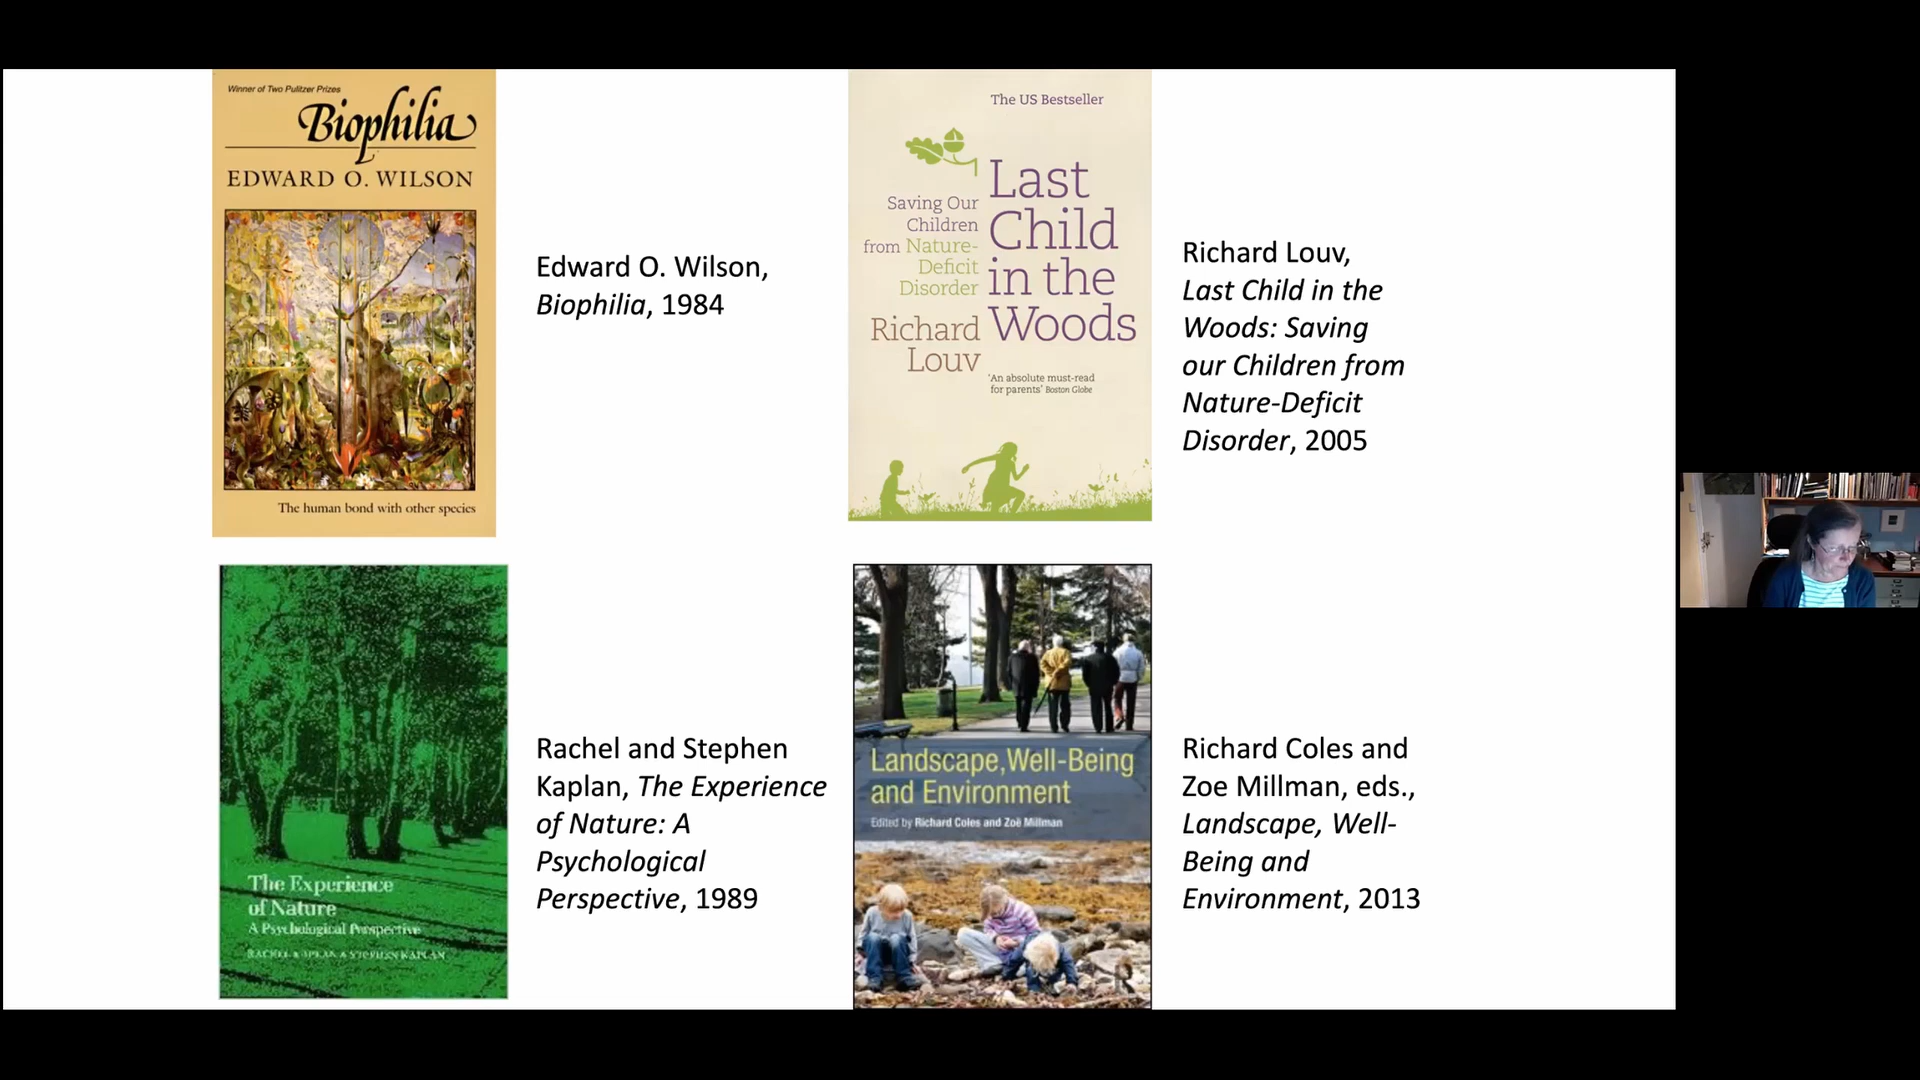 Winner of Two Pulitzer Prizes
Biophilia
EDWARD O. WILSON
The human bond with other species
Edward O. Wilson,
Biophilia, 1984
The US Bestseller
Saving Our
Children
from Nature-
Deficit
Disorder
Last
Child
in the
Woods
Richard
Louv
'An absolute must-read
for parents' Boston Globe
Richard Louv,
Last Child in the
Woods: Saving
our Children from
Nature-Deficit
Disorder, 2005
The Experience
of Nature
A Psychological Perspective
RACHEL KAPLAN & STEPHEN KAPLAN
Rachel and Stephen
Kaplan, The Experience
of Nature: A
Psychological
Perspective, 1989
Landscape, Well-Being
and Environment
Edited by Richard Coles and Zoë Millman
R
Richard Coles and
Zoe Millman, eds.,
Landscape, Well-
Being and
Environment, 2013